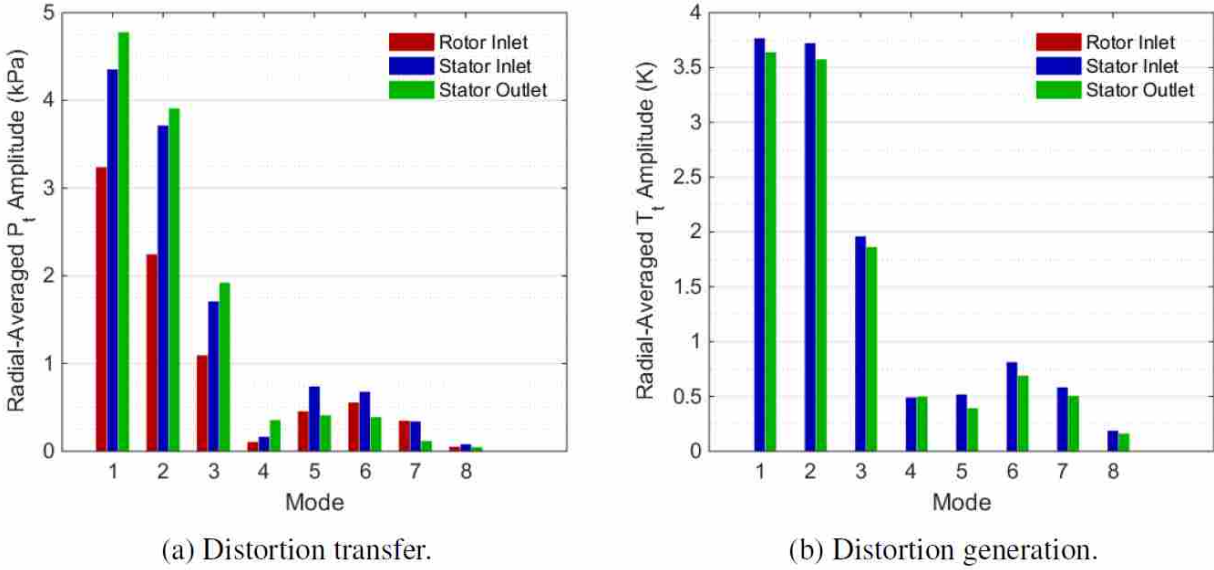 Radial-Averaged P_t Amplitude (kPa)
5
4
3
2
1
0
Rotor Inlet
Stator Inlet
Stator Outlet
1 2 3 4 5 6 7 8
Mode
(a) Distortion transfer.
Radial-Averaged T_t Amplitude (K)
4
3.5
3
2.5
2
1.5
1
0.5
0
Rotor Inlet
Stator Inlet
Stator Outlet
1 2 3 4 5 6 7 8
Mode
(b) Distortion generation.